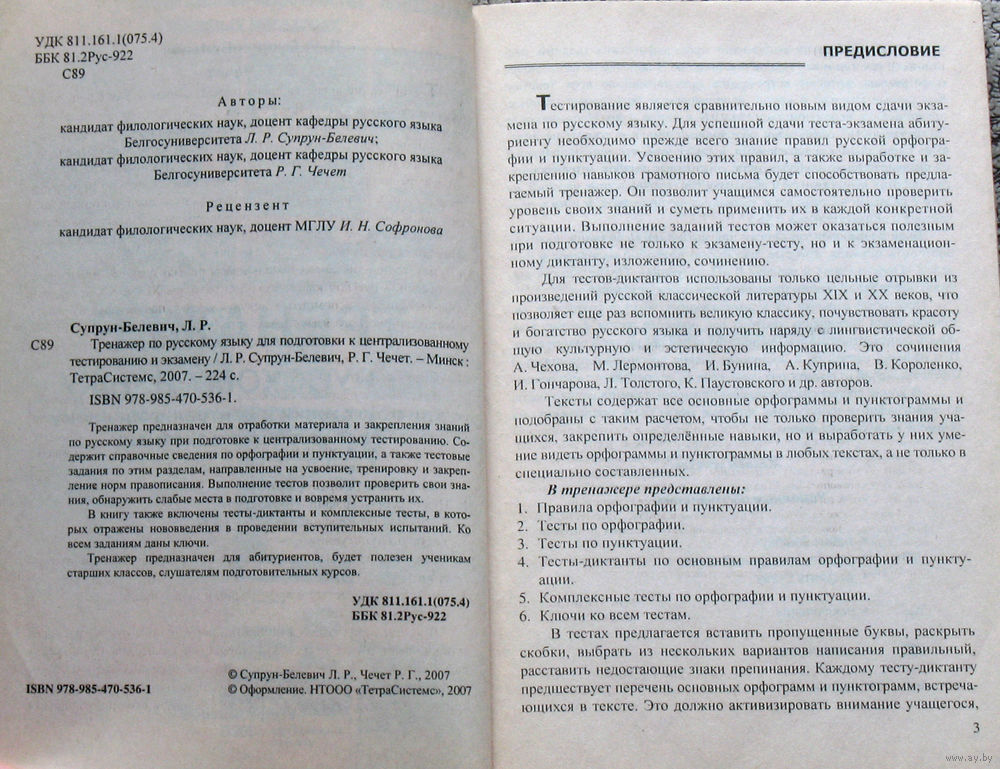 УДК 811.161.1(075.4)
ББК 81.2Рус-922
С89
Авторы:
кандидат филологических наук, доцент кафедры русского языка
Белгосуниверситета Л. Р. Супрун-Белевич;
кандидат филологических наук, доцент кафедры русского языка
Белгосуниверситета Р. Г. Чечет
Рецензент
кандидат филологических наук, доцент МГЛУ И. Н. Софронова
Супрун-Белевич, Л. Р.
С89 Тренажер по русскому языку для подготовки к централизованному
тестированию и экзамену / Л. Р. Супрун-Белевич, Р. Г. Чечет. – Минск :
ТетраСистемс, 2007. – 224 с.
ISBN 978-985-470-536-1.
Тренажер предназначен для отработки материала и закрепления знаний
по русскому языку при подготовке к централизованному тестированию. Со-
держит справочные сведения по орфографии и пунктуации, а также тестовые
задания по этим разделам, направленные на усвоение, тренировку и закреп-
ление норм правописания. Выполнение тестов позволит проверить свои зна-
ния, обнаружить слабые места в подготовке и вовремя устранить их.
В книгу также включены тесты-диктанты и комплексные тесты, в кото-
рых отражены нововведения в проведении вступительных испытаний. Ко
всем заданиям даны ключи.
Тренажер предназначен для абитуриентов, будет полезен ученикам
старших классов, слушателям подготовительных курсов.
УДК 811.161.1(075.4)
ББК 81.2Рус-922
© Супрун-Белевич Л. Р., Чечет Р. Г., 2007
ISBN 978-985-470-536-1 © Оформление. НТООО «ТетраСистемс», 2007
ПРЕДИСЛОВИЕ
Тестирование является сравнительно новым видом сдачи экза-
мена по русскому языку. Для успешной сдачи теста-экзамена абиту-
риенту необходимо прежде всего знание правил русской орфогра-
фии и пунктуации. Усвоению этих правил, а также выработке и за-
креплению навыков грамотного письма будет способствовать предла-
гаемый тренажер. Он позволит учащимся самостоятельно проверить
уровень своих знаний и суметь применить их в каждой конкретной
ситуации. Выполнение заданий тестов может оказаться полезным
при подготовке не только к экзамену-тесту, но и к экзаменацион-
ному диктанту, изложению, сочинению.
Для тестов-диктантов использованы только цельные отрывки из
произведений русской классической литературы XIX и XX веков, что
позволяет еще раз вспомнить великую классику, почувствовать красоту
и богатство русского языка и получить наряду с лингвистической об-
щую культурную и эстетическую информацию. Это сочинения
А. Чехова, М. Лермонтова, И. Бунина, А. Куприна, В. Короленко,
И. Гончарова, Л. Толстого, К. Паустовского и др. авторов.
Тексты содержат все основные орфограммы и пунктограммы и
подобраны с таким расчетом, чтобы не только проверить знания уча-
щихся, закрепить определённые навыки, но и выработать у них уме-
ние видеть орфограммы и пунктограммы в любых текстах, а не только в
специально составленных.
В тренажере представлены:
1. Правила орфографии и пунктуации.
2. Тесты по орфографии.
3. Тесты по пунктуации.
4. Тесты-диктанты по основным правилам орфографии и пункту-
ации.
5. Комплексные тесты по орфографии и пунктуации.
6. Ключи ко всем тестам.
В тестах предлагается вставить пропущенные буквы, раскрыть
скобки, выбрать из нескольких вариантов написания правильный,
расставить недостающие знаки препинания. Каждому тесту-диктанту
предшествует перечень основных орфограмм и пунктограмм, встреча-
ющихся в тексте. Это должно активизировать внимание учащегося,
3
www.ay.by